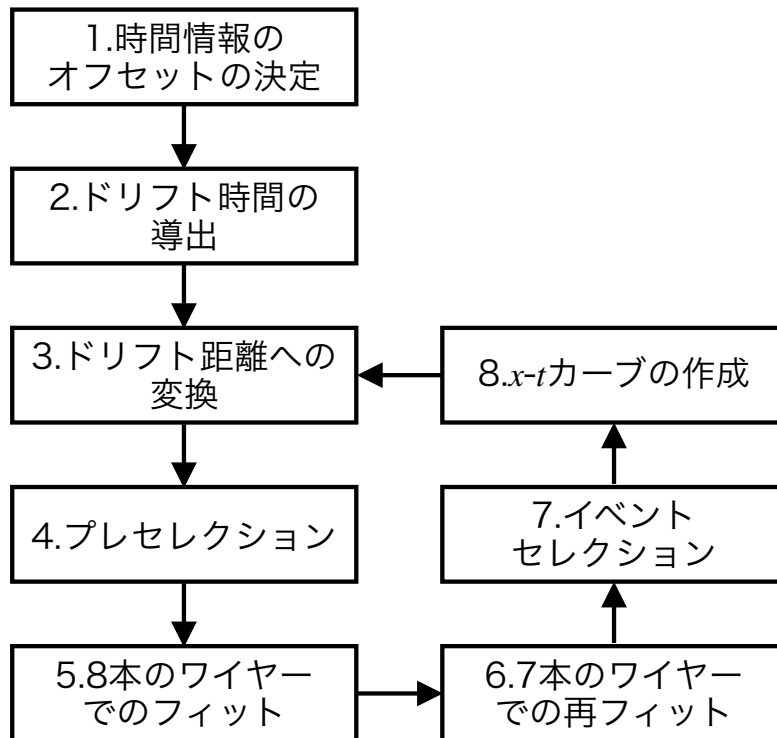 1.時間情報の
オフセットの決定
2.ドリフト時間の
導出
3.ドリフト距離への
変換
4.プレセレクション
5.8本のワイヤー
でのフィット
6.7本のワイヤー
での再フィット
7.イベント
セレクション
8.x-tカーブの作成